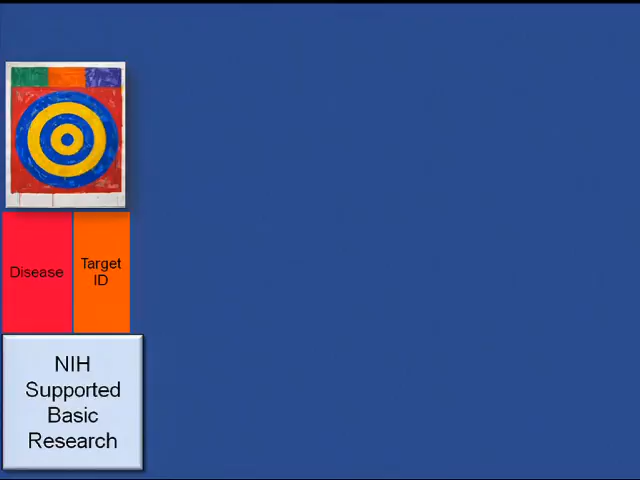 Disease
Target
ID
NIH
Supported
Basic
Research